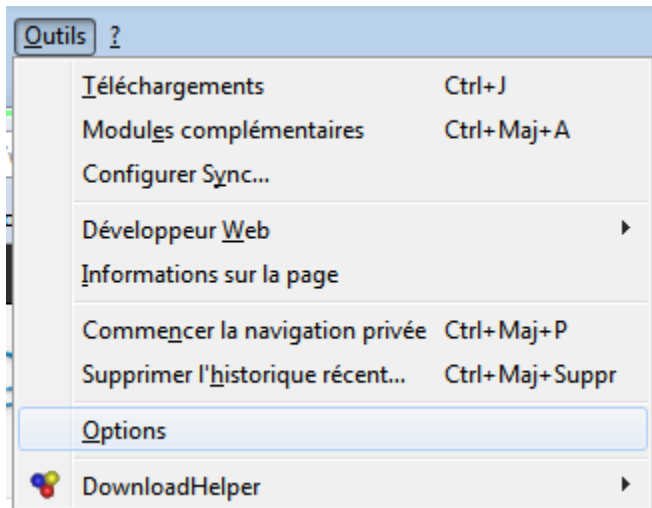 Outils ?
Téléchargements Ctrl+J
Modules complémentaires Ctrl+Maj+A
Configurer Sync...
Développeur Web
Informations sur la page
Commencer la navigation privée Ctrl+Maj+P
Supprimer l'historique récent... Ctrl+Maj+Suppr
Options
DownloadHelper